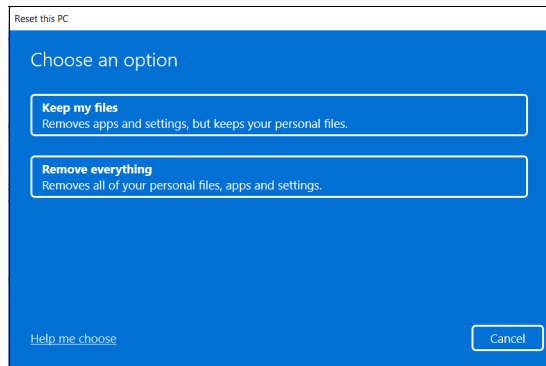 Reset this PC
Choose an option
Keep my files
Removes apps and settings, but keeps your personal files.
Remove everything
Removes all of your personal files, apps and settings.
Help me choose
Cancel